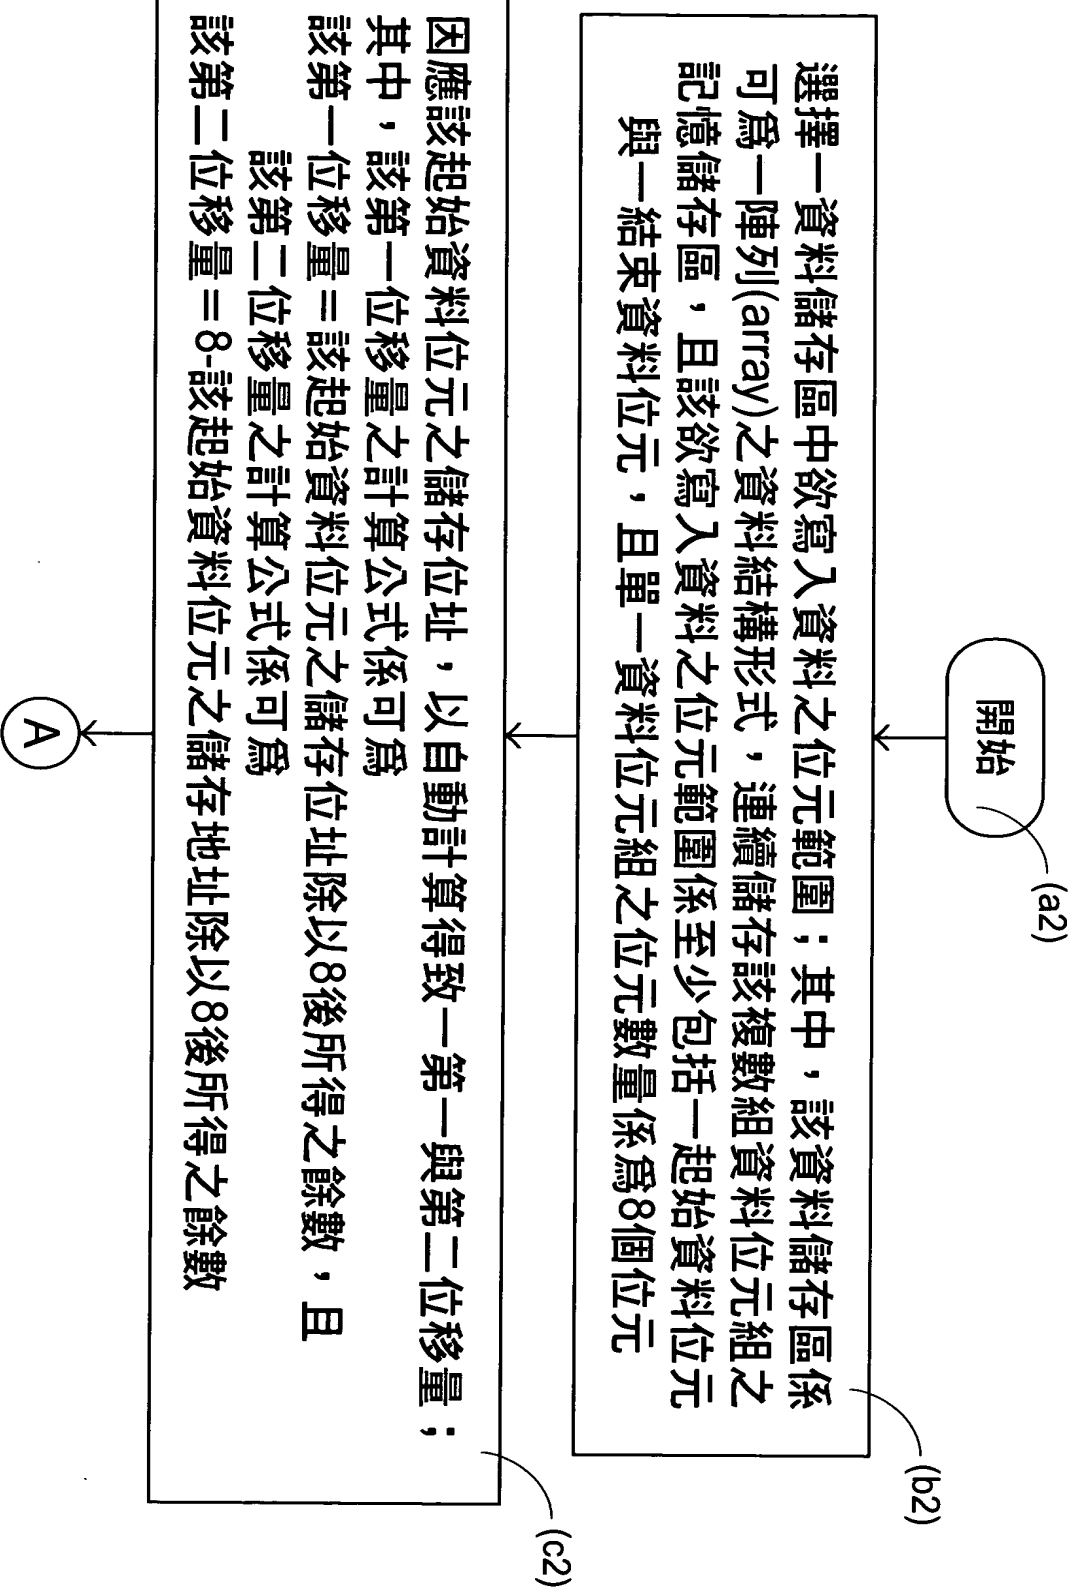 開始
(a2)
選擇一資料儲存區中欲寫入資料之位元範圍；其中，該資料儲存區係
可為一陣列(array)之資料結構形式，連續儲存該複數組資料位元組之
記憶儲存區，且該欲寫入資料之位元範圍係至少包括一起始資料位元
與一結束資料位元，且單一資料位元組之位元數量係為8個位元
(b2)
因應該起始資料位元之儲存位址，以自動計算得致一第一與第二位移量；
其中，該第一位移量之計算公式係可為
該第一位移量＝該起始資料位元之儲存位址除以8後所得之餘數，且
該第二位移量之計算公式係可為
該第二位移量＝8-該起始資料位元之儲存地址除以8後所得之餘數
(c2)
A